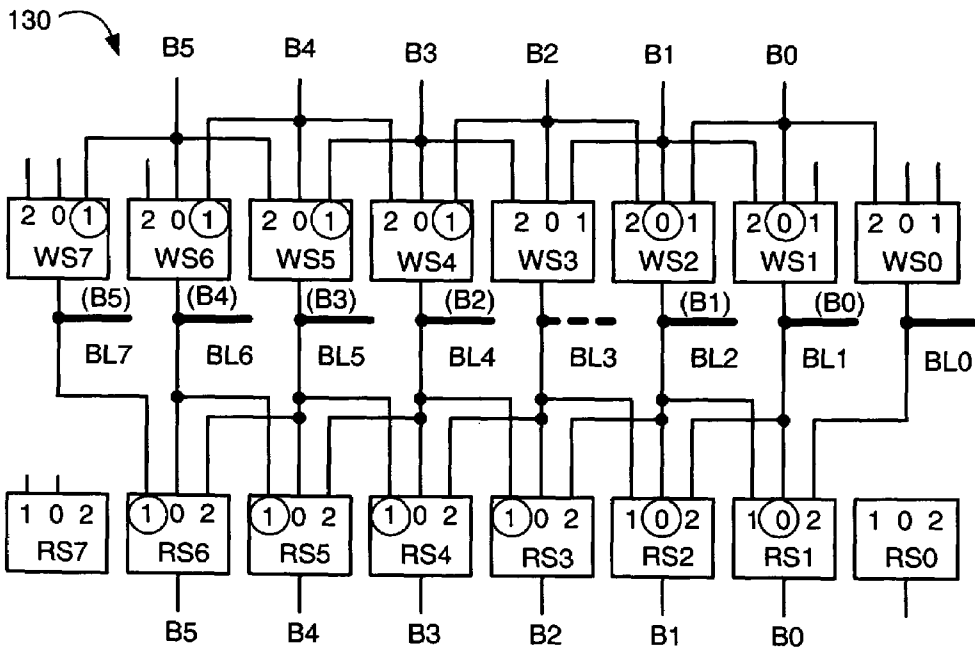 130
B5 B4 B3 B2 B1 B0
2 0 1 2 0 1 2 0 1 2 0 1 2 0 1 2 0 1 2 0 1 2 0 1
WS7 WS6 WS5 WS4 WS3 WS2 WS1 WS0
(B5) (B4) (B3) (B2) (B1) (B0)
BL7 BL6 BL5 BL4 BL3 BL2 BL1 BL0
1 0 2 1 0 2 1 0 2 1 0 2 1 0 2 1 0 2 1 0 2 1 0 2
RS7 RS6 RS5 RS4 RS3 RS2 RS1 RS0
B5 B4 B3 B2 B1 B0